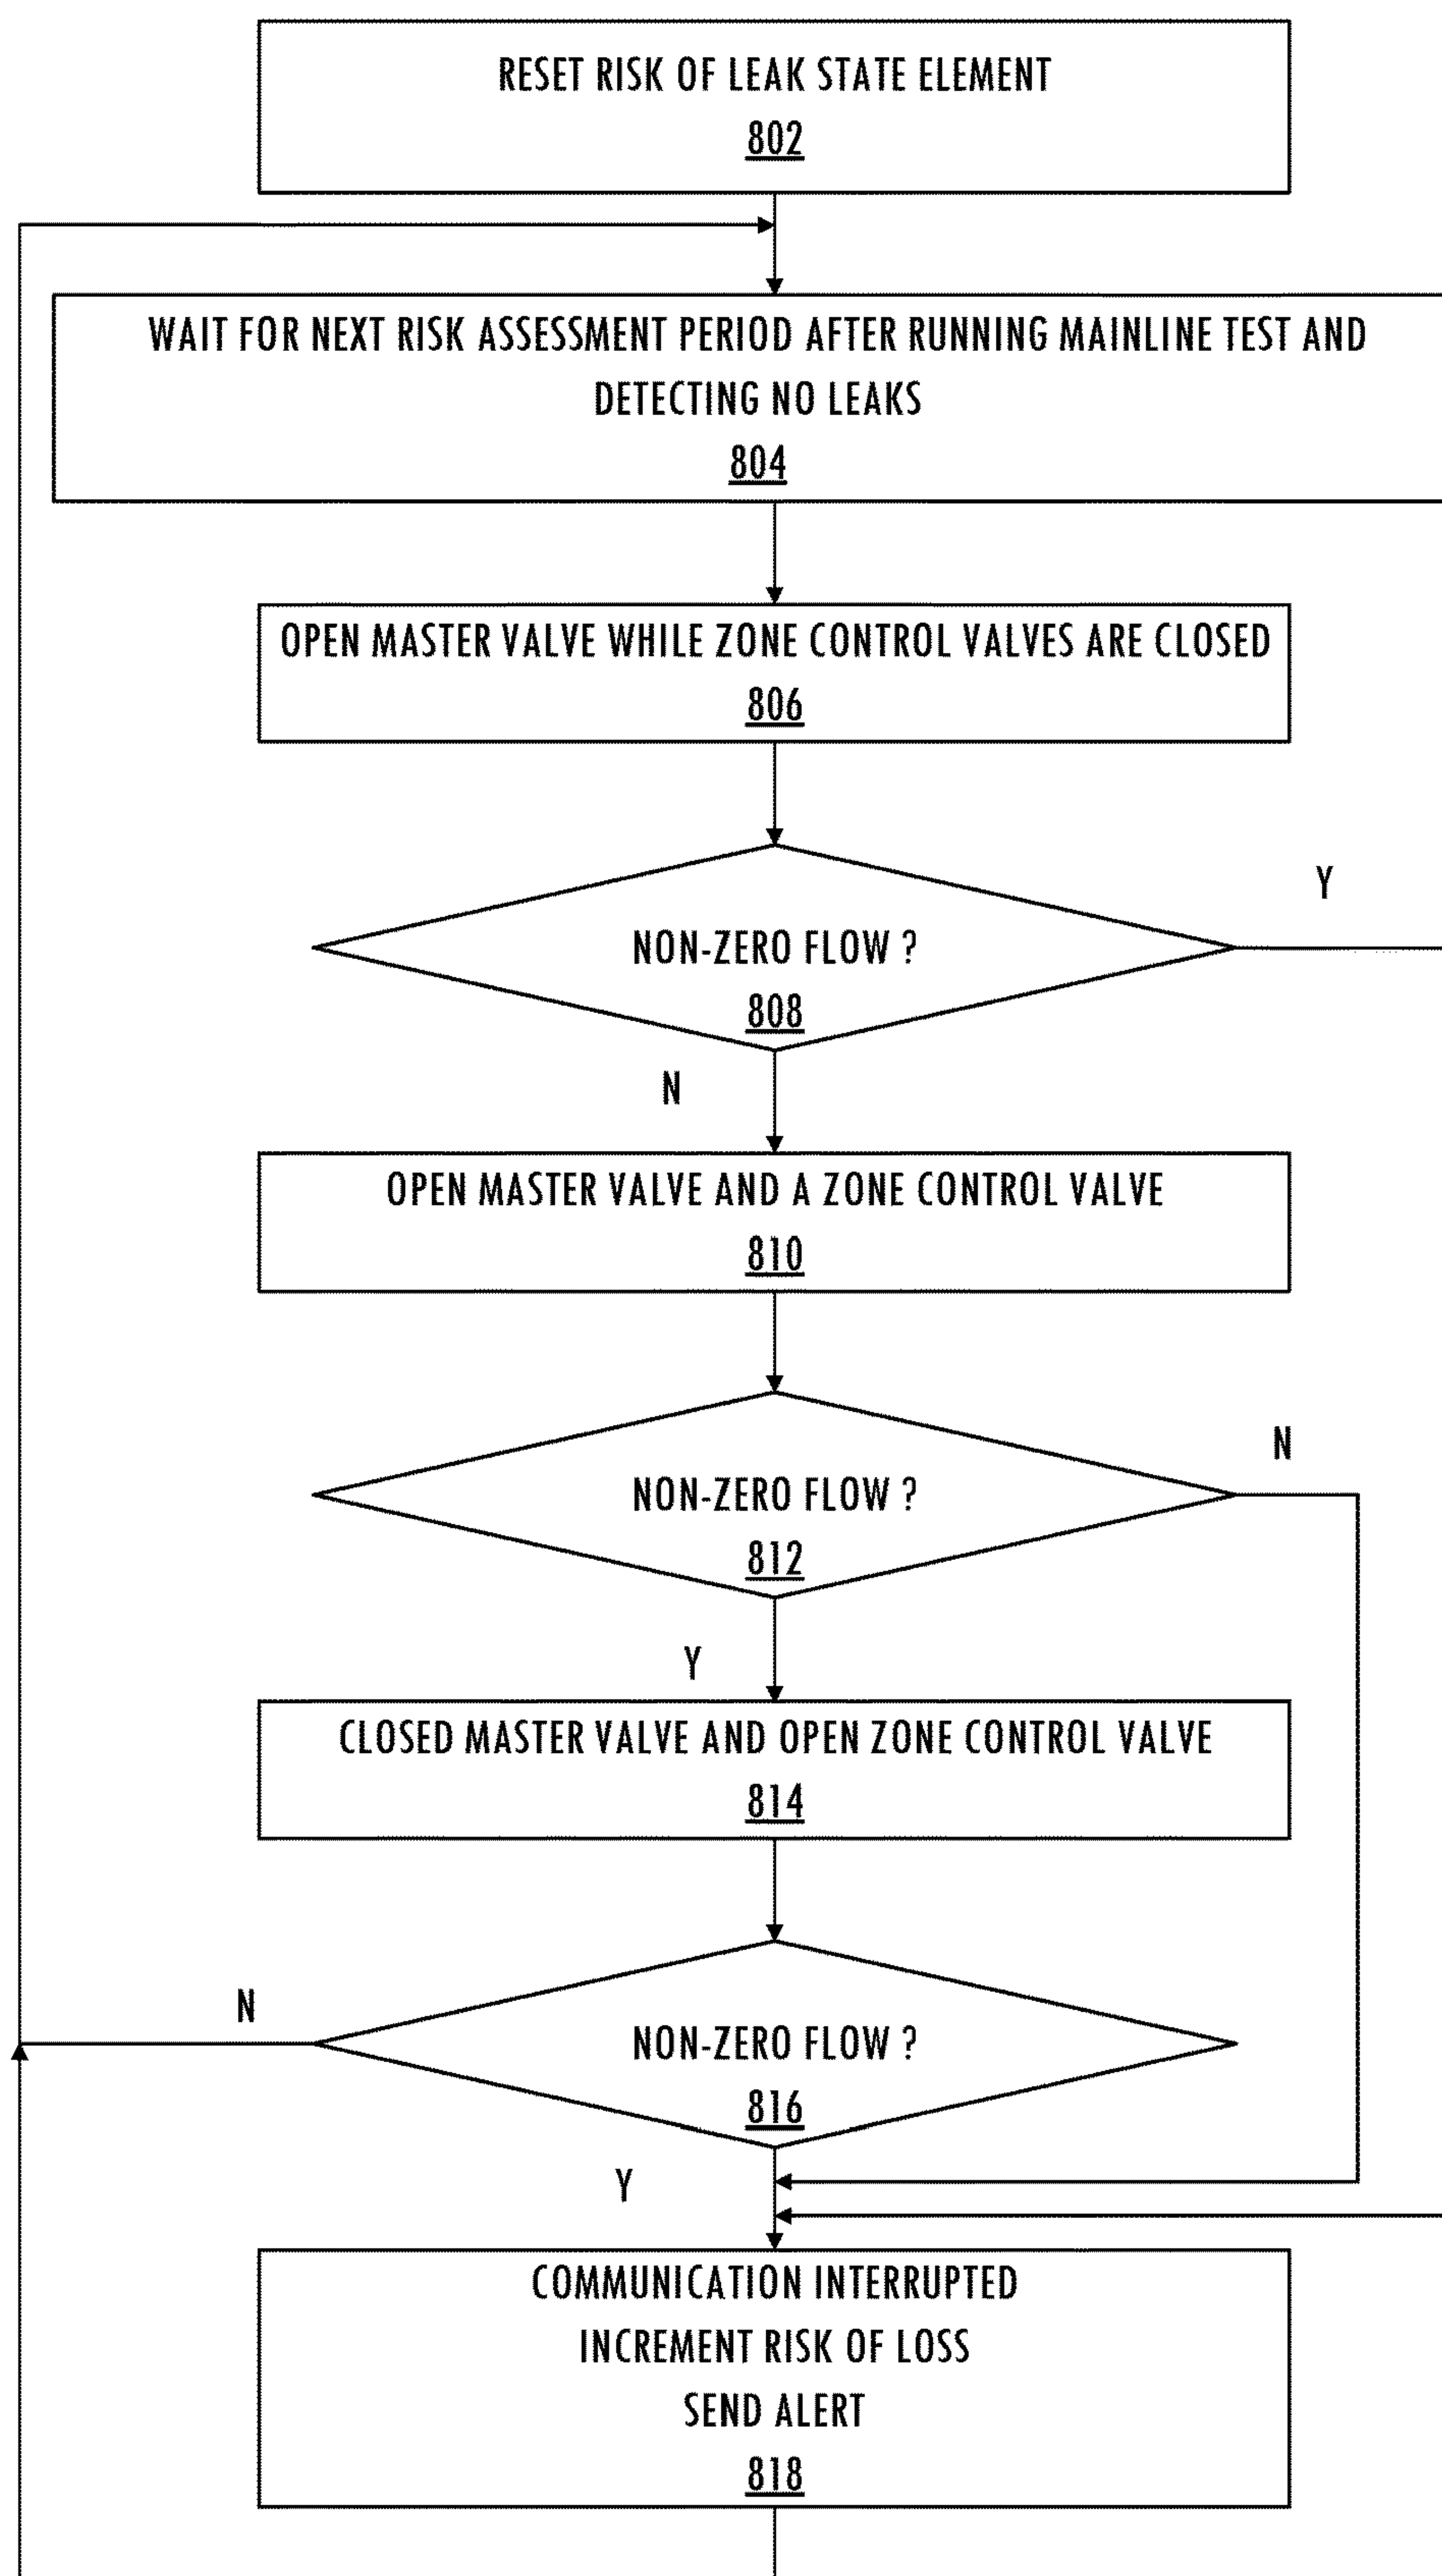 RESET RISK OF LEAK STATE ELEMENT
802
WAIT FOR NEXT RISK ASSESSMENT PERIOD AFTER RUNNING MAINLINE TEST AND
DETECTING NO LEAKS
804
OPEN MASTER VALVE WHILE ZONE CONTROL VALVES ARE CLOSED
806
Y
NON-ZERO FLOW ?
808
N
OPEN MASTER VALVE AND A ZONE CONTROL VALVE
810
N
NON-ZERO FLOW ?
812
Y
CLOSED MASTER VALVE AND OPEN ZONE CONTROL VALVE
814
N
NON-ZERO FLOW ?
816
Y
COMMUNICATION INTERRUPTED
INCREMENT RISK OF LOSS
SEND ALERT
818